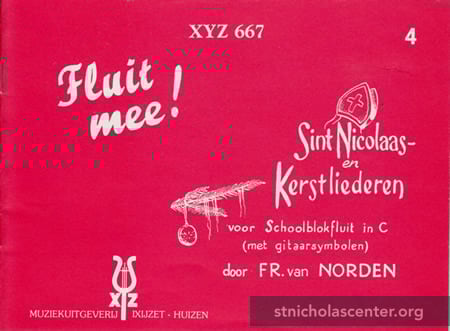 XYZ 667
4
Fluit
mee!
Sint Nicolaas-
en
Kerstliederen
voor Schoolblokfluit in C
(met gitaarsymbolen)
door FR. van NORDEN
XYZ
MUZIEKUITGEVERIJ IXIJZET - HUIZEN
stnicholascenter.org